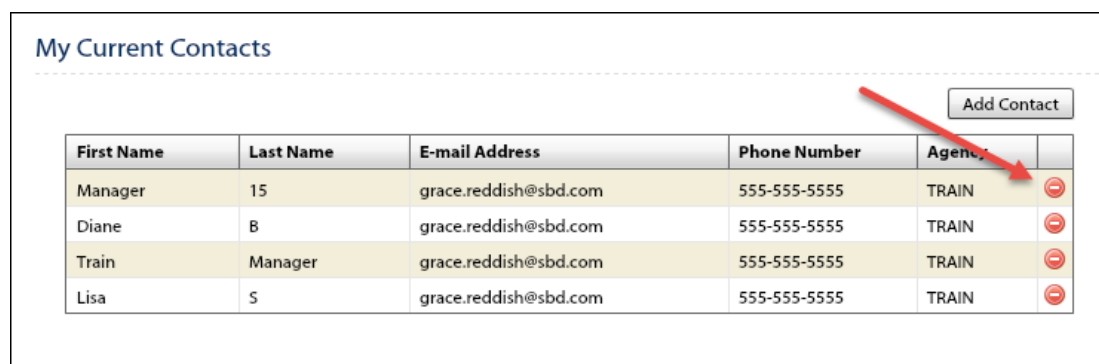 My Current Contacts
Add Contact
First Name Last Name E-mail Address Phone Number Agency
Manager 15 grace.reddish@sbd.com 555-555-5555 TRAIN
Diane B grace.reddish@sbd.com 555-555-5555 TRAIN
Train Manager grace.reddish@sbd.com 555-555-5555 TRAIN
Lisa S grace.reddish@sbd.com 555-555-5555 TRAIN